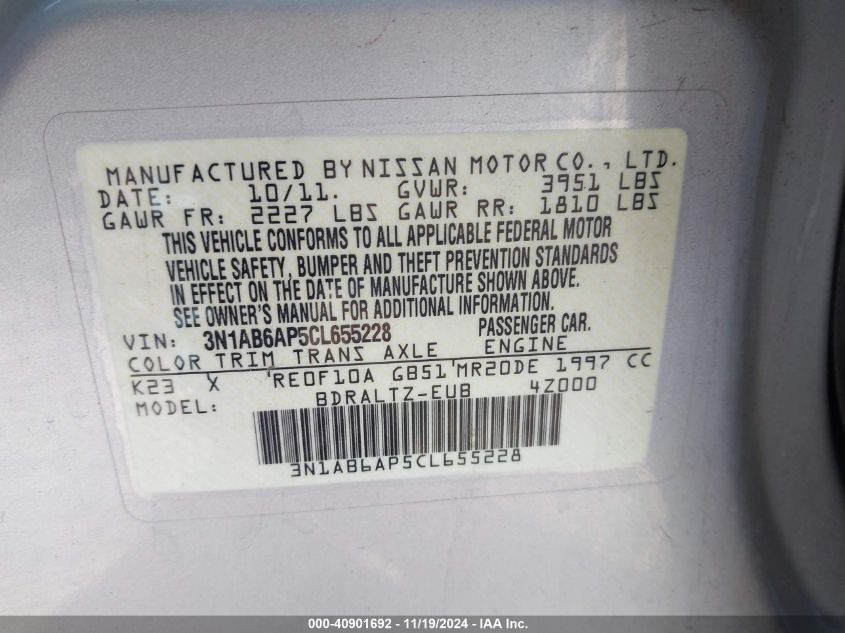 MANUFACTURED BY NISSAN MOTOR CO., LTD.
DATE: 10/11. GVWR: 3951 LBS
GAWR FR: 2227 LBS GAWR RR: 1810 LBS
THIS VEHICLE CONFORMS TO ALL APPLICABLE FEDERAL MOTOR
VEHICLE SAFETY, BUMPER AND THEFT PREVENTION STANDARDS
IN EFFECT ON THE DATE OF MANUFACTURE SHOWN ABOVE.
SEE OWNER'S MANUAL FOR ADDITIONAL INFORMATION.
VIN: 3N1AB6AP5CL655228 PASSENGER CAR.
COLOR TRIM TRANS AXLE ENGINE
K23 X RE0F10A GB51 MR20DE 1997 CC
MODEL: BDRALTZ-EUB 4Z000
3N1AB6AP5CL655228
000-40901692 - 11/19/2024 - IAA Inc.